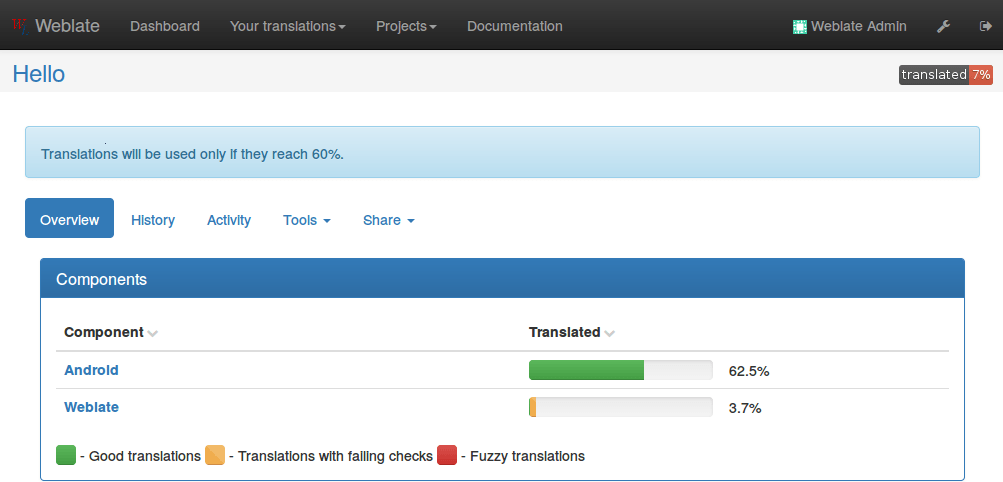 Weblate Dashboard Your translations Projects Documentation Weblate Admin
Hello translated 7%
Translations will be used only if they reach 60%.
Overview History Activity Tools Share
Components
Component Translated
Android 62.5%
Weblate 3.7%
- Good translations - Translations with failing checks - Fuzzy translations